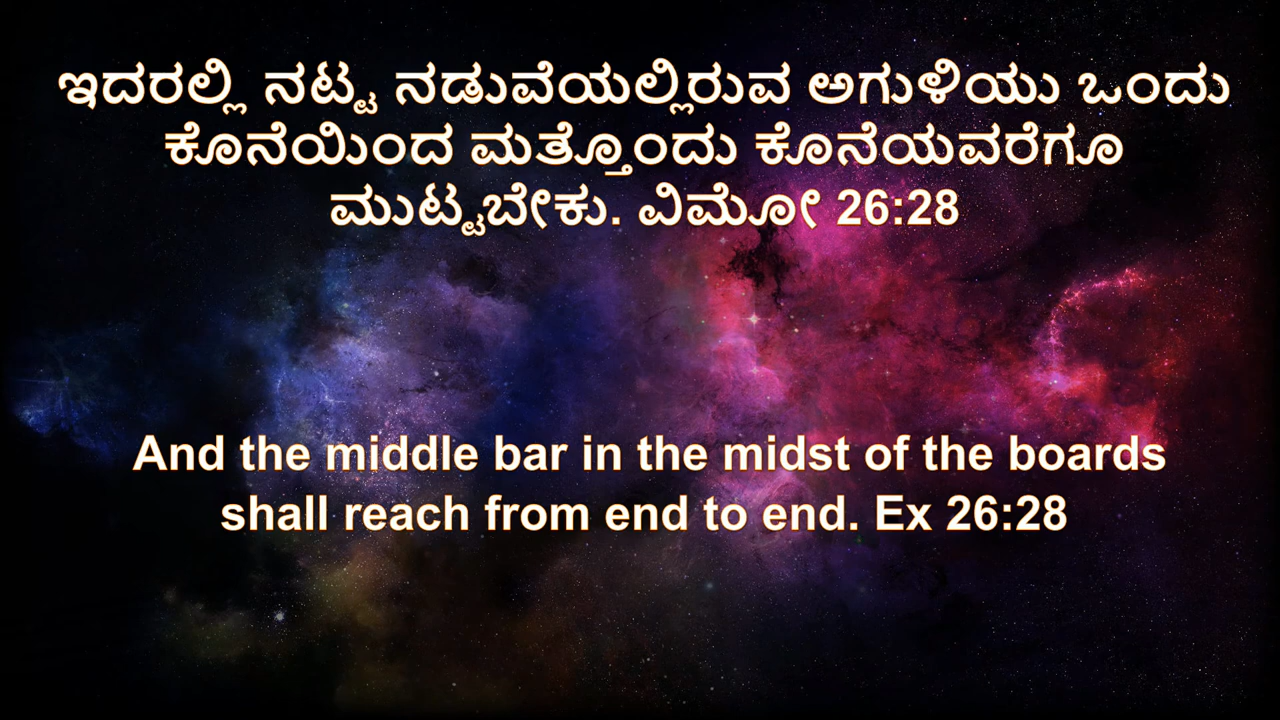 ಇದರಲ್ಲಿ ನಟ್ಟ ನಡುವೆಯಲ್ಲಿರುವ ಅಗುಳಿಯು ಒಂದು
ಕೊನೆಯಿಂದ ಮತ್ತೊಂದು ಕೊನೆಯವರೆಗೂ
ಮುಟ್ಟಬೇಕು. ವಿಮೋ 26:28
And the middle bar in the midst of the boards
shall reach from end to end. Ex 26:28